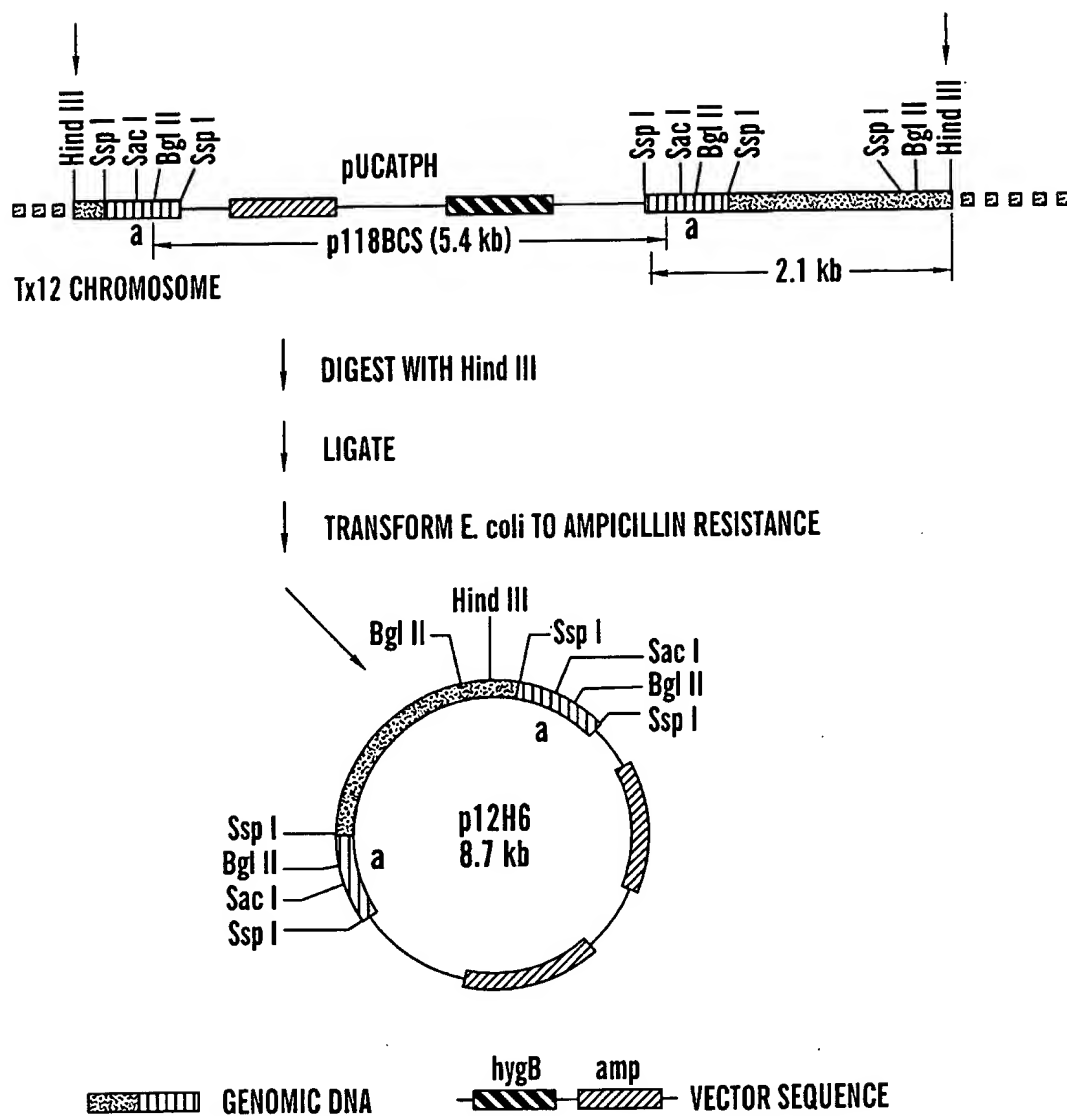 Hind III
Ssp I
Sac I
Bgl II
Ssp I
pUCATPH
Ssp I
Sac I
Bgl II
Ssp I
Ssp I
Bgl II
Hind III
a
p118BCS (5.4 kb)
a
2.1 kb
Tx12 CHROMOSOME
DIGEST WITH Hind III
LIGATE
TRANSFORM E. coli TO AMPICILLIN RESISTANCE
Hind III
Bgl II
Ssp I
Sac I
Bgl II
Ssp I
a
p12H6
8.7 kb
Ssp I
a
Bgl II
Sac I
Ssp I
hygB amp
GENOMIC DNA
VECTOR SEQUENCE